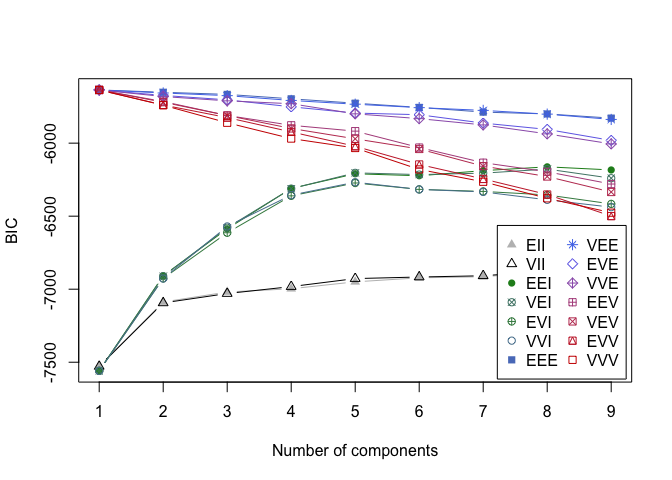 BIC
-6000
-6500
-7000
-7500
EII VEE
VII EVE
EEI VVE
VEI EEV
EVI VEV
VVI EVV
EEE VVV
1 2 3 4 5 6 7 8 9
Number of components